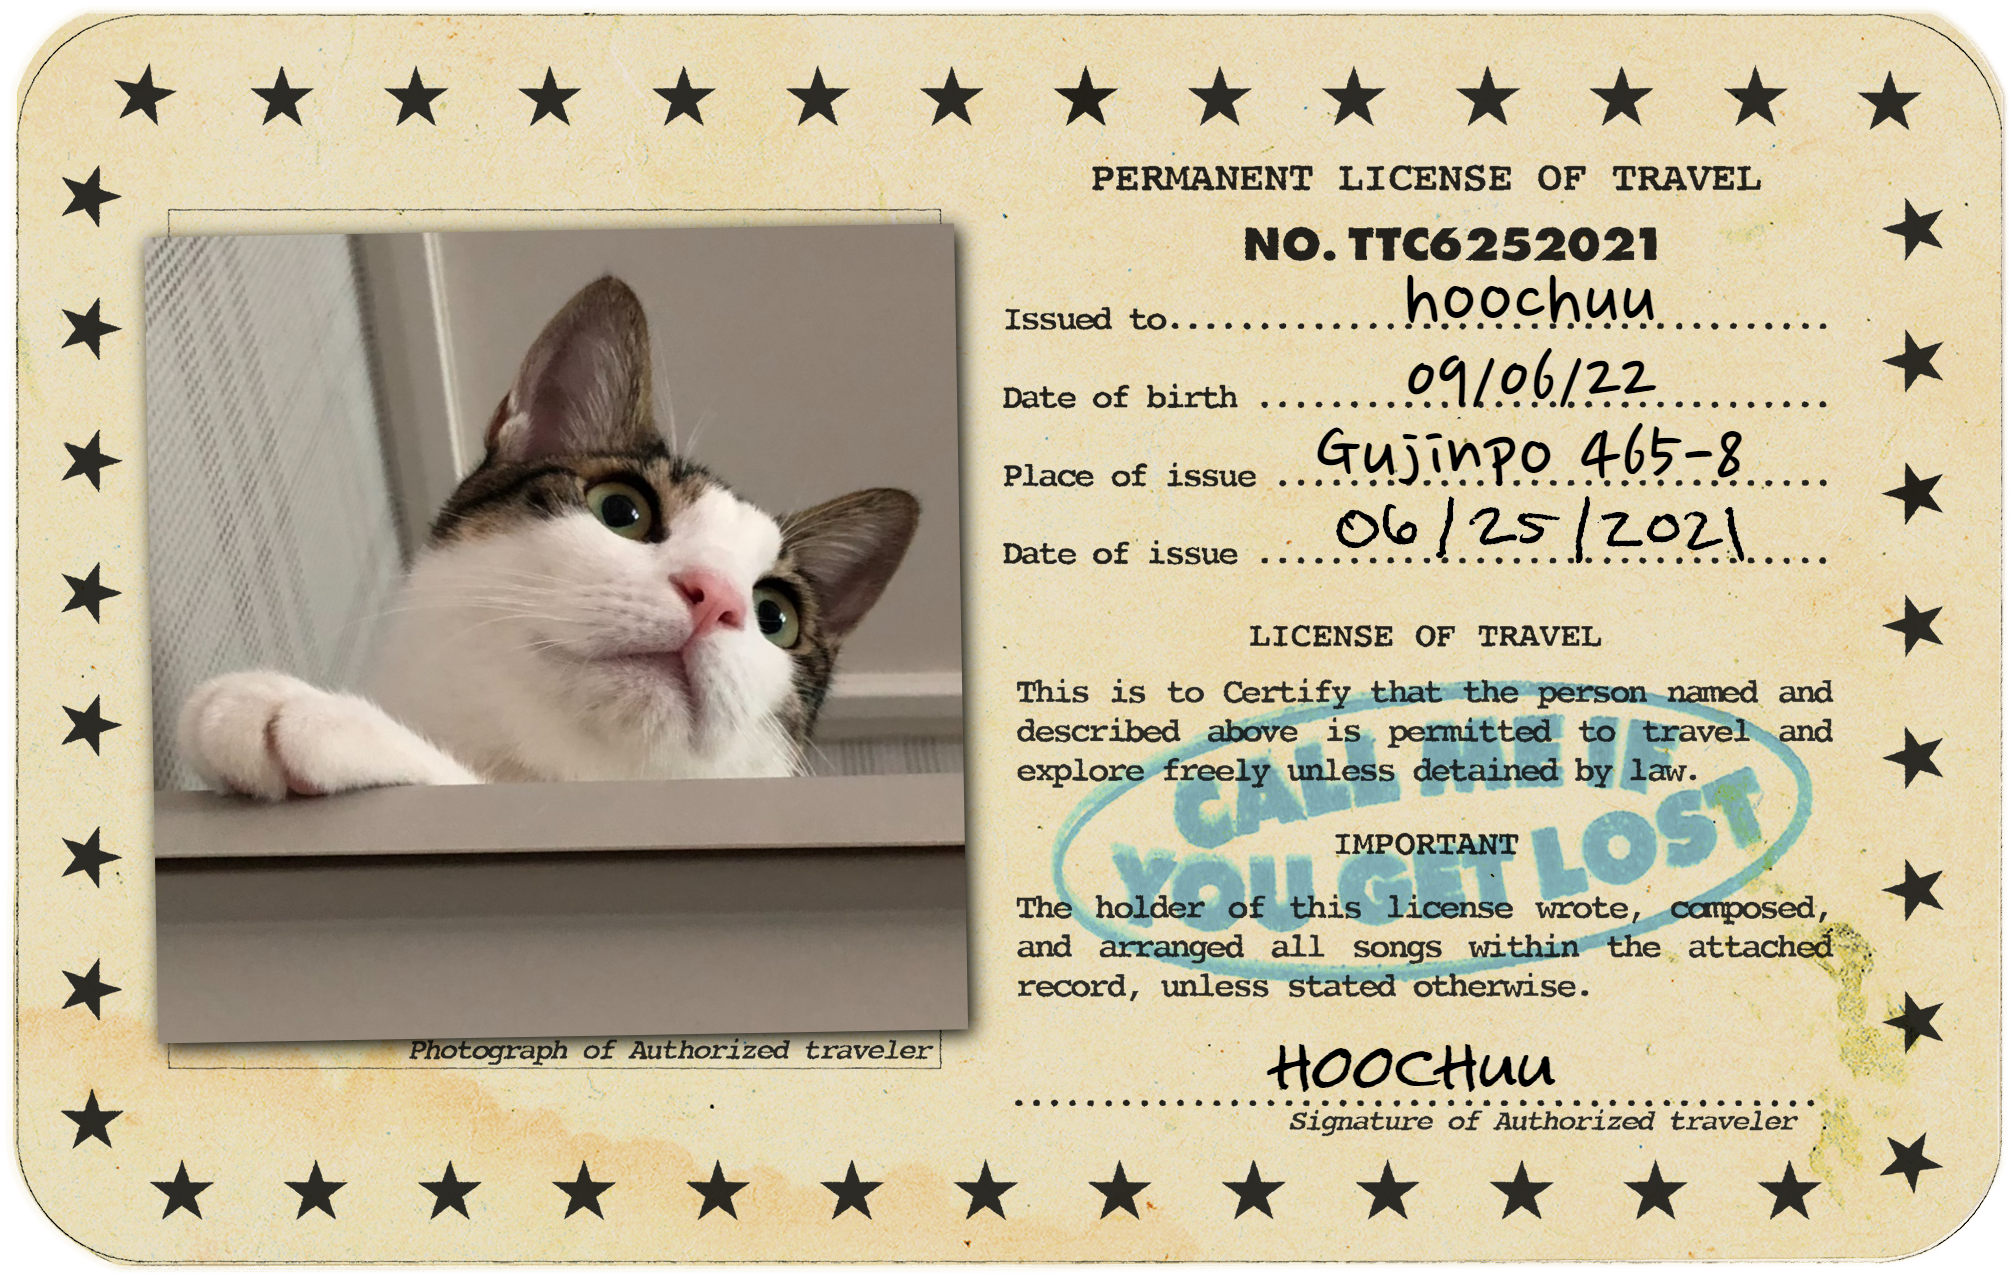 PERMANENT LICENSE OF TRAVEL
NO. TTC6252021
Issued to.....................................hoochuu
Date of birth ................................09/06/22
Place of issue ...............................Gujinpo 465-8
Date of issue ................................06/25/2021
LICENSE OF TRAVEL
This is to Certify that the person named and
described above is permitted to travel and
explore freely unless detained by law.
CALL ME IF
YOU GET LOST
IMPORTANT
The holder of this license wrote, composed,
and arranged all songs within the attached
record, unless stated otherwise.
HOOCHuu
Signature of Authorized traveler
Photograph of Authorized traveler